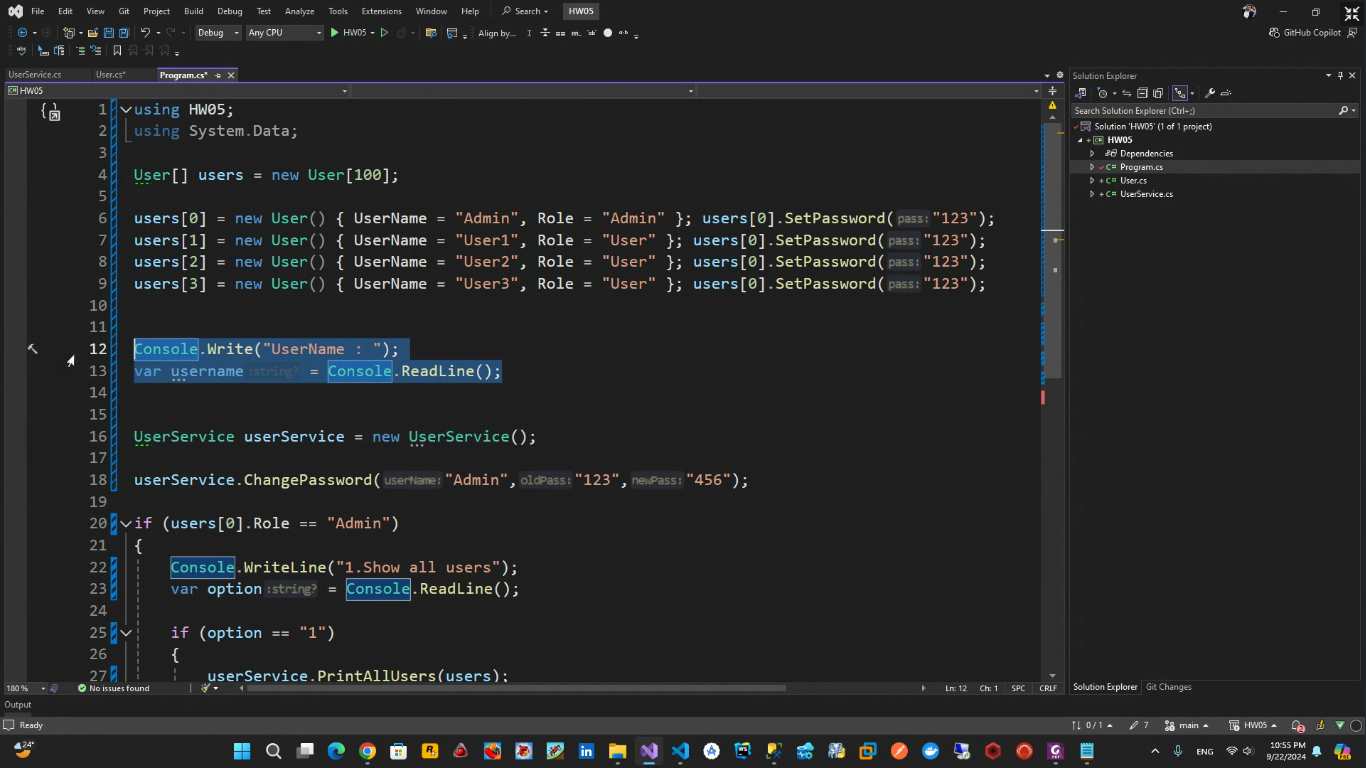 File Edit View Git Project Build Debug Test Analyze Tools Extensions Window Help Search HW05
Debug Any CPU HW05 Align by... GitHub Copilot
UserService.cs User.cs* Program.cs*
HW05
1 using HW05;
2 using System.Data;
3
4 User[] users = new User[100];
5
6 users[0] = new User() { UserName = "Admin", Role = "Admin" }; users[0].SetPassword(pass:"123");
7 users[1] = new User() { UserName = "User1", Role = "User" }; users[0].SetPassword(pass:"123");
8 users[2] = new User() { UserName = "User2", Role = "User" }; users[0].SetPassword(pass:"123");
9 users[3] = new User() { UserName = "User3", Role = "User" }; users[0].SetPassword(pass:"123");
10
11
12 Console.Write("UserName : ");
13 var username :string? = Console.ReadLine();
14
15
16 UserService userService = new UserService();
17
18 userService.ChangePassword(userName:"Admin",oldPass:"123",newPass:"456");
19
20 if (users[0].Role == "Admin")
21 {
22 Console.WriteLine("1.Show all users");
23 var option :string? = Console.ReadLine();
24
25 if (option == "1")
26 {
27 userService.PrintAllUsers(users);
180 % No issues found Ln: 12 Ch: 1 SPC CRLF
Solution Explorer
Search Solution Explorer (Ctrl+;)
Solution 'HW05' (1 of 1 project)
HW05
Dependencies
Program.cs
User.cs
UserService.cs
Solution Explorer Git Changes
Output
Ready 0 / 1 7 main HW05 2
24° ENG 10:55 PM
9/22/2024